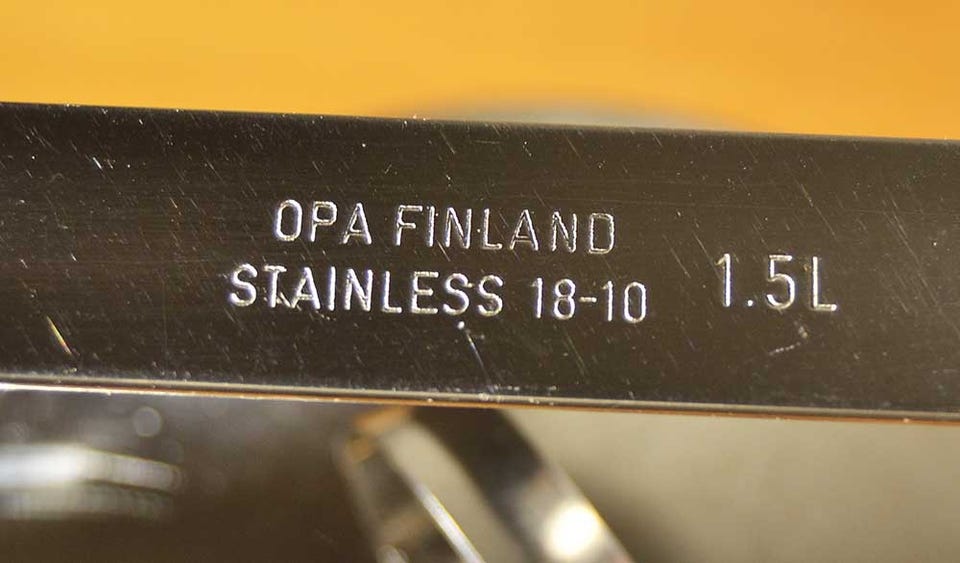 OPA FINLAND
STAINLESS 18-10 1.5L